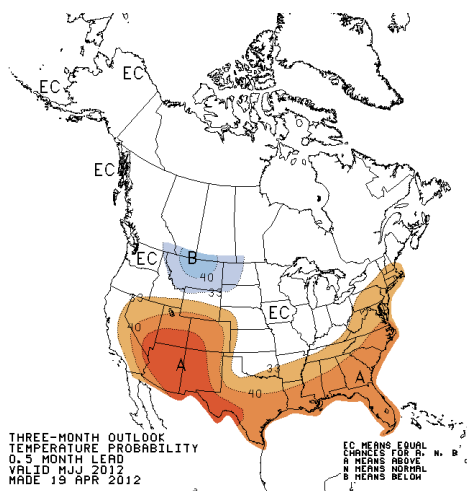 EC
EC
EC
EC
B
40
33
33
EC
40
A
33
40
A
THREE-MONTH OUTLOOK
TEMPERATURE PROBABILITY
0.5 MONTH LEAD
VALID MJJ 2012
MADE 19 APR 2012
EC MEANS EQUAL
CHANCES FOR A, N, B
A MEANS ABOVE
N MEANS NORMAL
B MEANS BELOW